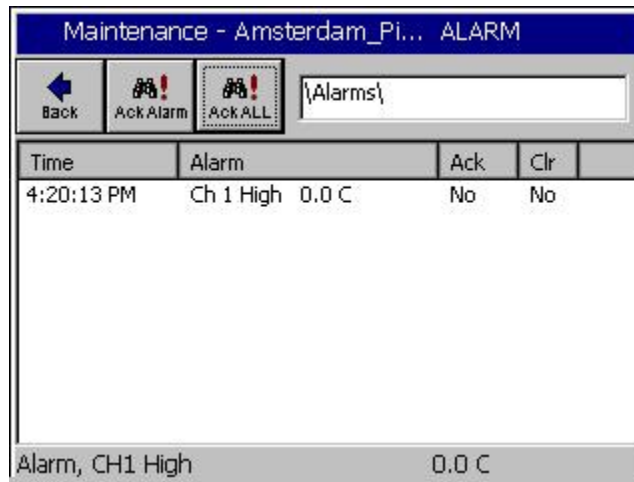 Maintenance - Amsterdam_Pi... ALARM
Back Ack Alarm Ack ALL \Alarms\
Time Alarm Ack Clr
4:20:13 PM Ch 1 High 0.0 C No No
Alarm, CH1 High 0.0 C